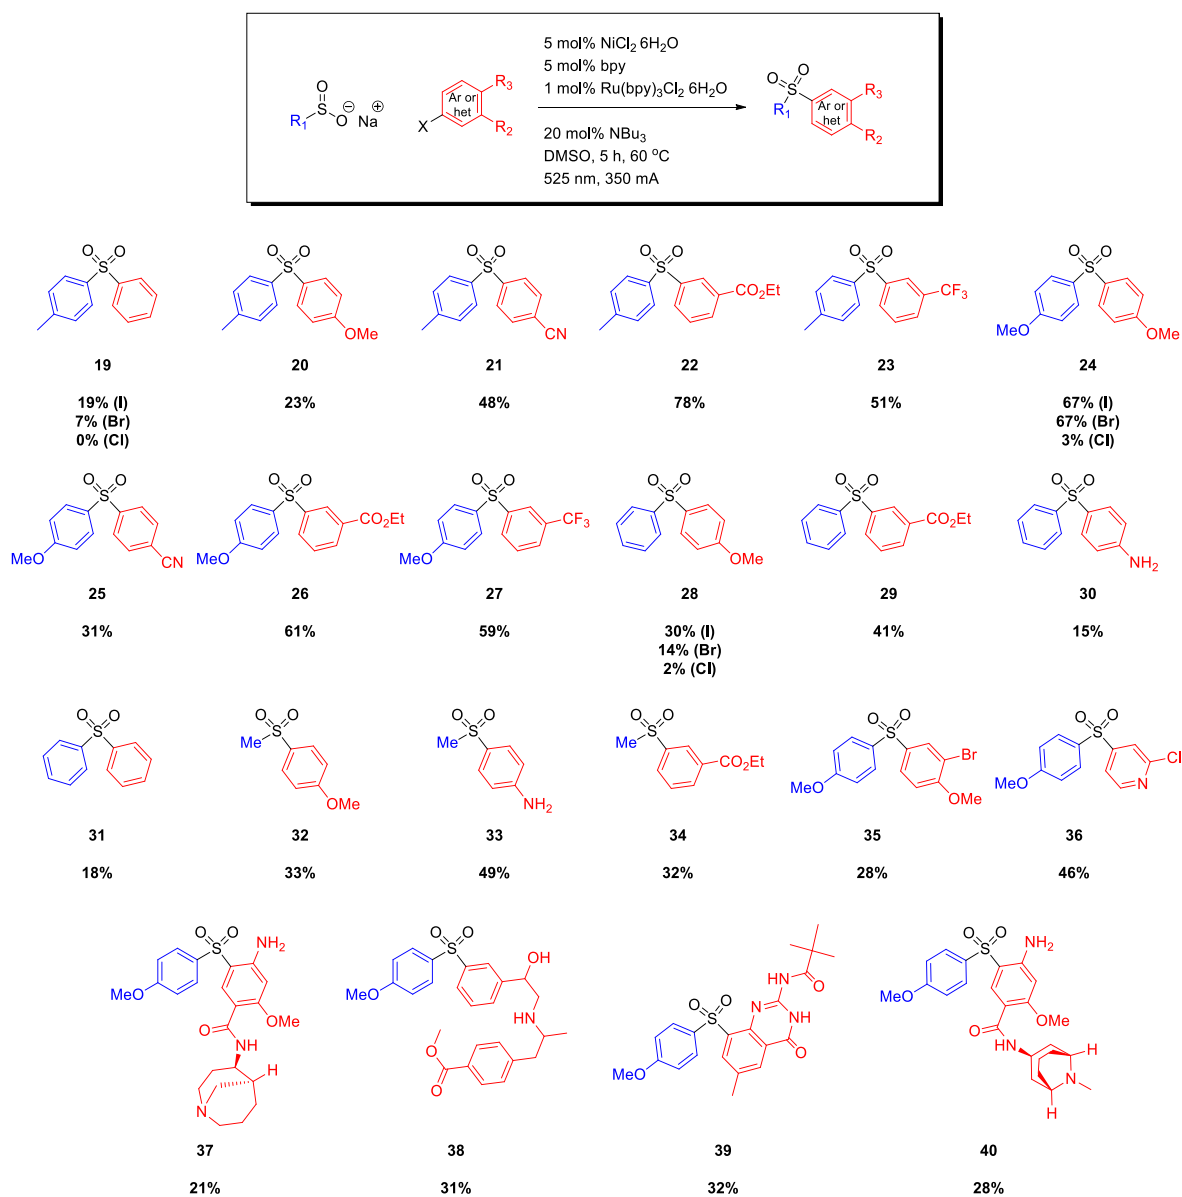 5 mol% NiCl2 6H2O
5 mol% bpy
1 mol% Ru(bpy)3Cl2 6H2O
20 mol% NBu3
DMSO, 5 h, 60 °C
525 nm, 350 mA
R1 S O O ⊖ Na ⊕
X Ar or het R3 R2
O O S R1 Ar or het R3 R2
O O S
O O S OMe
O O S CN
O O S CO2Et
O O S CF3
O O S MeO OMe
19 20 21 22 23 24
19% (I) 23% 48% 78% 51% 67% (I)
7% (Br) 67% (Br)
0% (Cl) 3% (Cl)
O O S MeO CN
O O S MeO CO2Et
O O S MeO CF3
O O S OMe
O O S CO2Et
O O S NH2
25 26 27 28 29 30
31% 61% 59% 30% (I) 41% 15%
14% (Br)
2% (Cl)
O O S
O O S Me OMe
O O S Me NH2
O O S Me CO2Et
O O S MeO Br OMe
O O S MeO Cl N
31 32 33 34 35 36
18% 33% 49% 32% 28% 46%
O O S NH2 MeO OMe O HN H N
O O S OH MeO HN O O
O O S MeO HN O N NH O
O O S NH2 MeO OMe O HN H N H
37 38 39 40
21% 31% 32% 28%